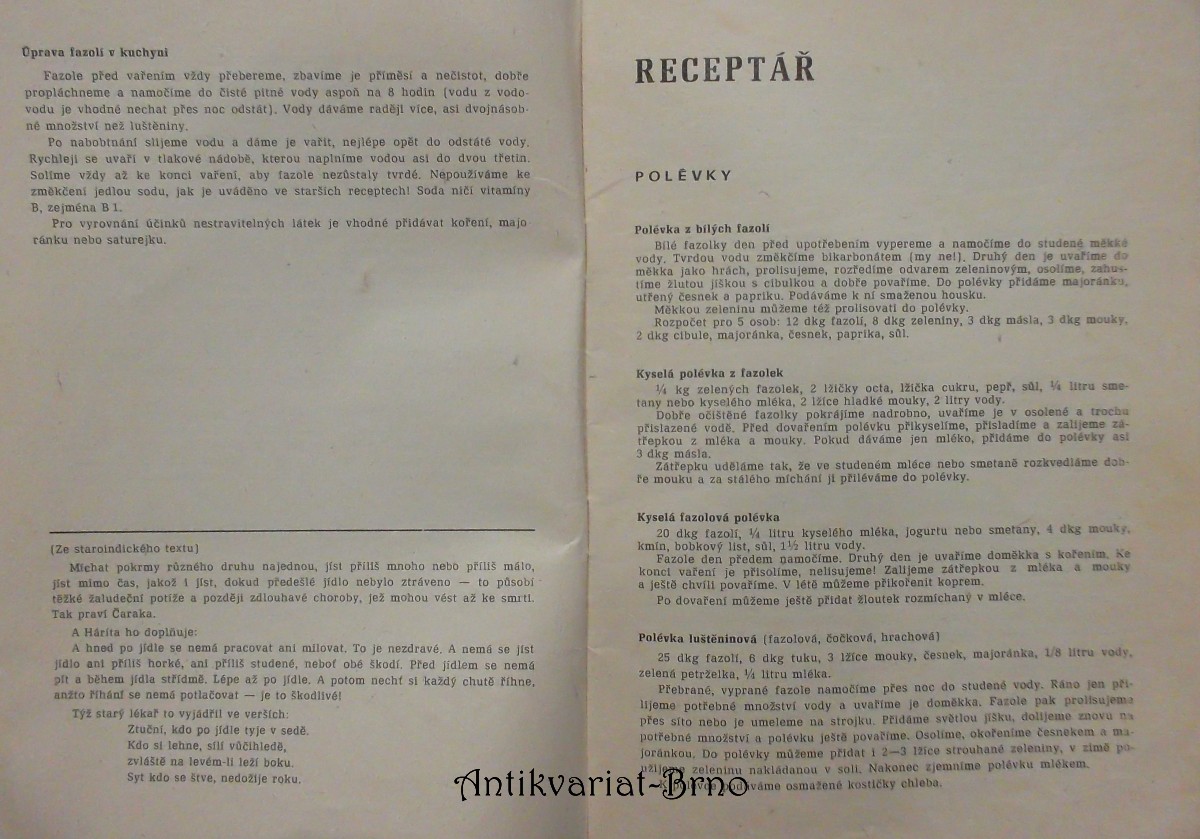 Úprava fazolí v kuchyni
Fazole před vařením vždy přebereme, zbavíme je příměsí a nečistot, dobře
propláchneme a namočíme do čisté pitné vody aspoň na 8 hodin (vodu z vodo-
vodu je vhodné nechat přes noc odstát). Vody dáváme raději více, asi dvojnásob-
né množství než luštěniny.
Po nabobtnání slijeme vodu a dáme je vařit, nejlépe opět do odstáté vody.
Rychleji se uvaří v tlakové nádobě, kterou naplníme vodou asi do dvou třetin.
Solíme vždy až ke konci vaření, aby fazole nezůstaly tvrdé. Nepoužíváme ke
změkčení jedlou sodu, jak je uváděno ve starších receptech! Soda ničí vitamíny
B, zejména B 1.
Pro vyrovnání účinků nestravitelných látek je vhodné přidávat koření, majo-
ránku nebo saturejku.
(Ze staroindického textu)
Míchat pokrmy různého druhu najednou, jíst příliš mnoho nebo příliš málo,
jíst mimo čas, jakož i jíst, dokud předešlé jídlo nebylo ztráveno — to působí
těžké žaludeční potíže a později zdlouhavé choroby, jež mohou vést až ke smrti.
Tak praví Čaraka.
A Hárita ho doplňuje:
A hned po jídle se nemá pracovat ani milovat. To je nezdravé. A nemá se jíst
jídlo ani příliš horké, ani příliš studené, neboť obé škodí. Před jídlem se nemá
pít a během jídla střídmě. Lépe až po jídle. A potom nechť si každý chutě říhne,
anžto říhání se nemá potlačovat — je to škodlivé!
Týž starý lékař to vyjádřil ve verších:
Ztuční, kdo po jídle tyje v sedě.
Kdo si lehne, sílí vůčihledě,
zvláště na levém-li leží boku.
Syt kdo se štve, nedožije roku.
RECEPTÁŘ
POLÉVKY
Polévka z bílých fazolí
Bílé fazolky den před upotřebením vypereme a namočíme do studené měkké
vody. Tvrdou vodu změkčíme bikarbonátem (my ne!). Druhý den je uvaříme do
měkka jako hrách, prolisujeme, rozředíme odvarem zeleninovým, osolíme, zahus-
tíme žlutou jíškou s cibulkou a dobře povaříme. Do polévky přidáme majoránku,
utřený česnek a papriku. Podáváme k ní smaženou housku.
Měkkou zeleninu můžeme též prolisovati do polévky.
Rozpočet pro 5 osob: 12 dkg fazolí, 8 dkg zeleniny, 3 dkg másla, 3 dkg mouky,
2 dkg cibule, majoránka, česnek, paprika, sůl.
Kyselá polévka z fazolek
¼ kg zelených fazolek, 2 lžičky octa, lžička cukru, pepř, sůl, ¼ litru sme-
tany nebo kyselého mléka, 2 lžíce hladké mouky, 2 litry vody.
Dobře očištěné fazolky pokrájíme nadrobno, uvaříme je v osolené a trochu
přislazené vodě. Před dovařením polévku přikyselíme, přisladíme a zalijeme zá-
třepkou z mléka a mouky. Pokud dáváme jen mléko, přidáme do polévky asi
3 dkg másla.
Zátřepku uděláme tak, že ve studeném mléce nebo smetaně rozkvedláme dob-
ře mouku a za stálého míchání ji přiléváme do polévky.
Kyselá fazolová polévka
20 dkg fazolí, ¼ litru kyselého mléka, jogurtu nebo smetany, 4 dkg mouky,
kmín, bobkový list, sůl, 1½ litru vody.
Fazole den předem namočíme. Druhý den je uvaříme doměkka s kořením. Ke
konci vaření je přisolíme, nelisujeme! Zalijeme zátřepkou z mléka a mouky
a ještě chvíli povaříme. V létě můžeme přikořenit koprem.
Po dovaření můžeme ještě přidat žloutek rozmíchaný v mléce.
Polévka luštěninová (fazolová, čočková, hrachová)
25 dkg fazolí, 6 dkg tuku, 3 lžíce mouky, česnek, majoránka, 1/8 litru vody,
zelená petrželka, ¼ litru mléka.
Přebrané, vyprané fazole namočíme přes noc do studené vody. Ráno jen při-
lijeme potřebné množství vody a uvaříme je doměkka. Fazole pak prolisujeme
přes síto nebo je umeleme na strojku. Přidáme světlou jíšku, dolijeme znovu na
potřebné množství a polévku ještě povaříme. Osolíme, okořeníme česnekem a ma-
joránkou. Do polévky můžeme přidat i 2—3 lžíce strouhané zeleniny, v zimě po-
užijeme zeleninu nakládanou v soli. Nakonec zjemníme polévku mlékem.
K polévce podáváme osmažené kostičky chleba.
Antikvariat-Brno